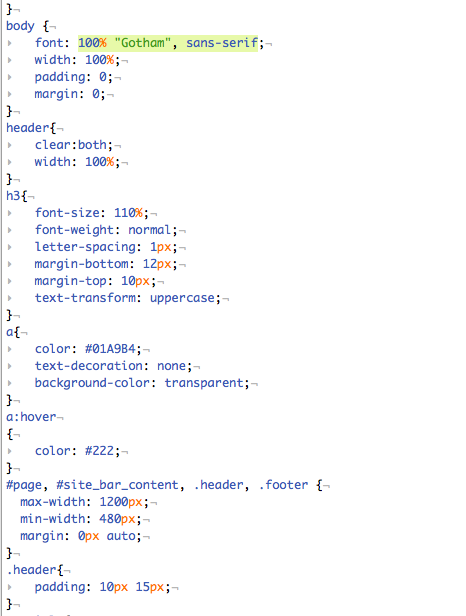 }
body {
font: 100% "Gotham", sans-serif;
width: 100%;
padding: 0;
margin: 0;
}
header{
clear:both;
width: 100%;
}
h3{
font-size: 110%;
font-weight: normal;
letter-spacing: 1px;
margin-bottom: 12px;
margin-top: 10px;
text-transform: uppercase;
}
a{
color: #01A9B4;
text-decoration: none;
background-color: transparent;
}
a:hover
{
color: #222;
}
#page, #site_bar_content, .header, .footer {
max-width: 1200px;
min-width: 480px;
margin: 0px auto;
}
.header{
padding: 10px 15px;
}